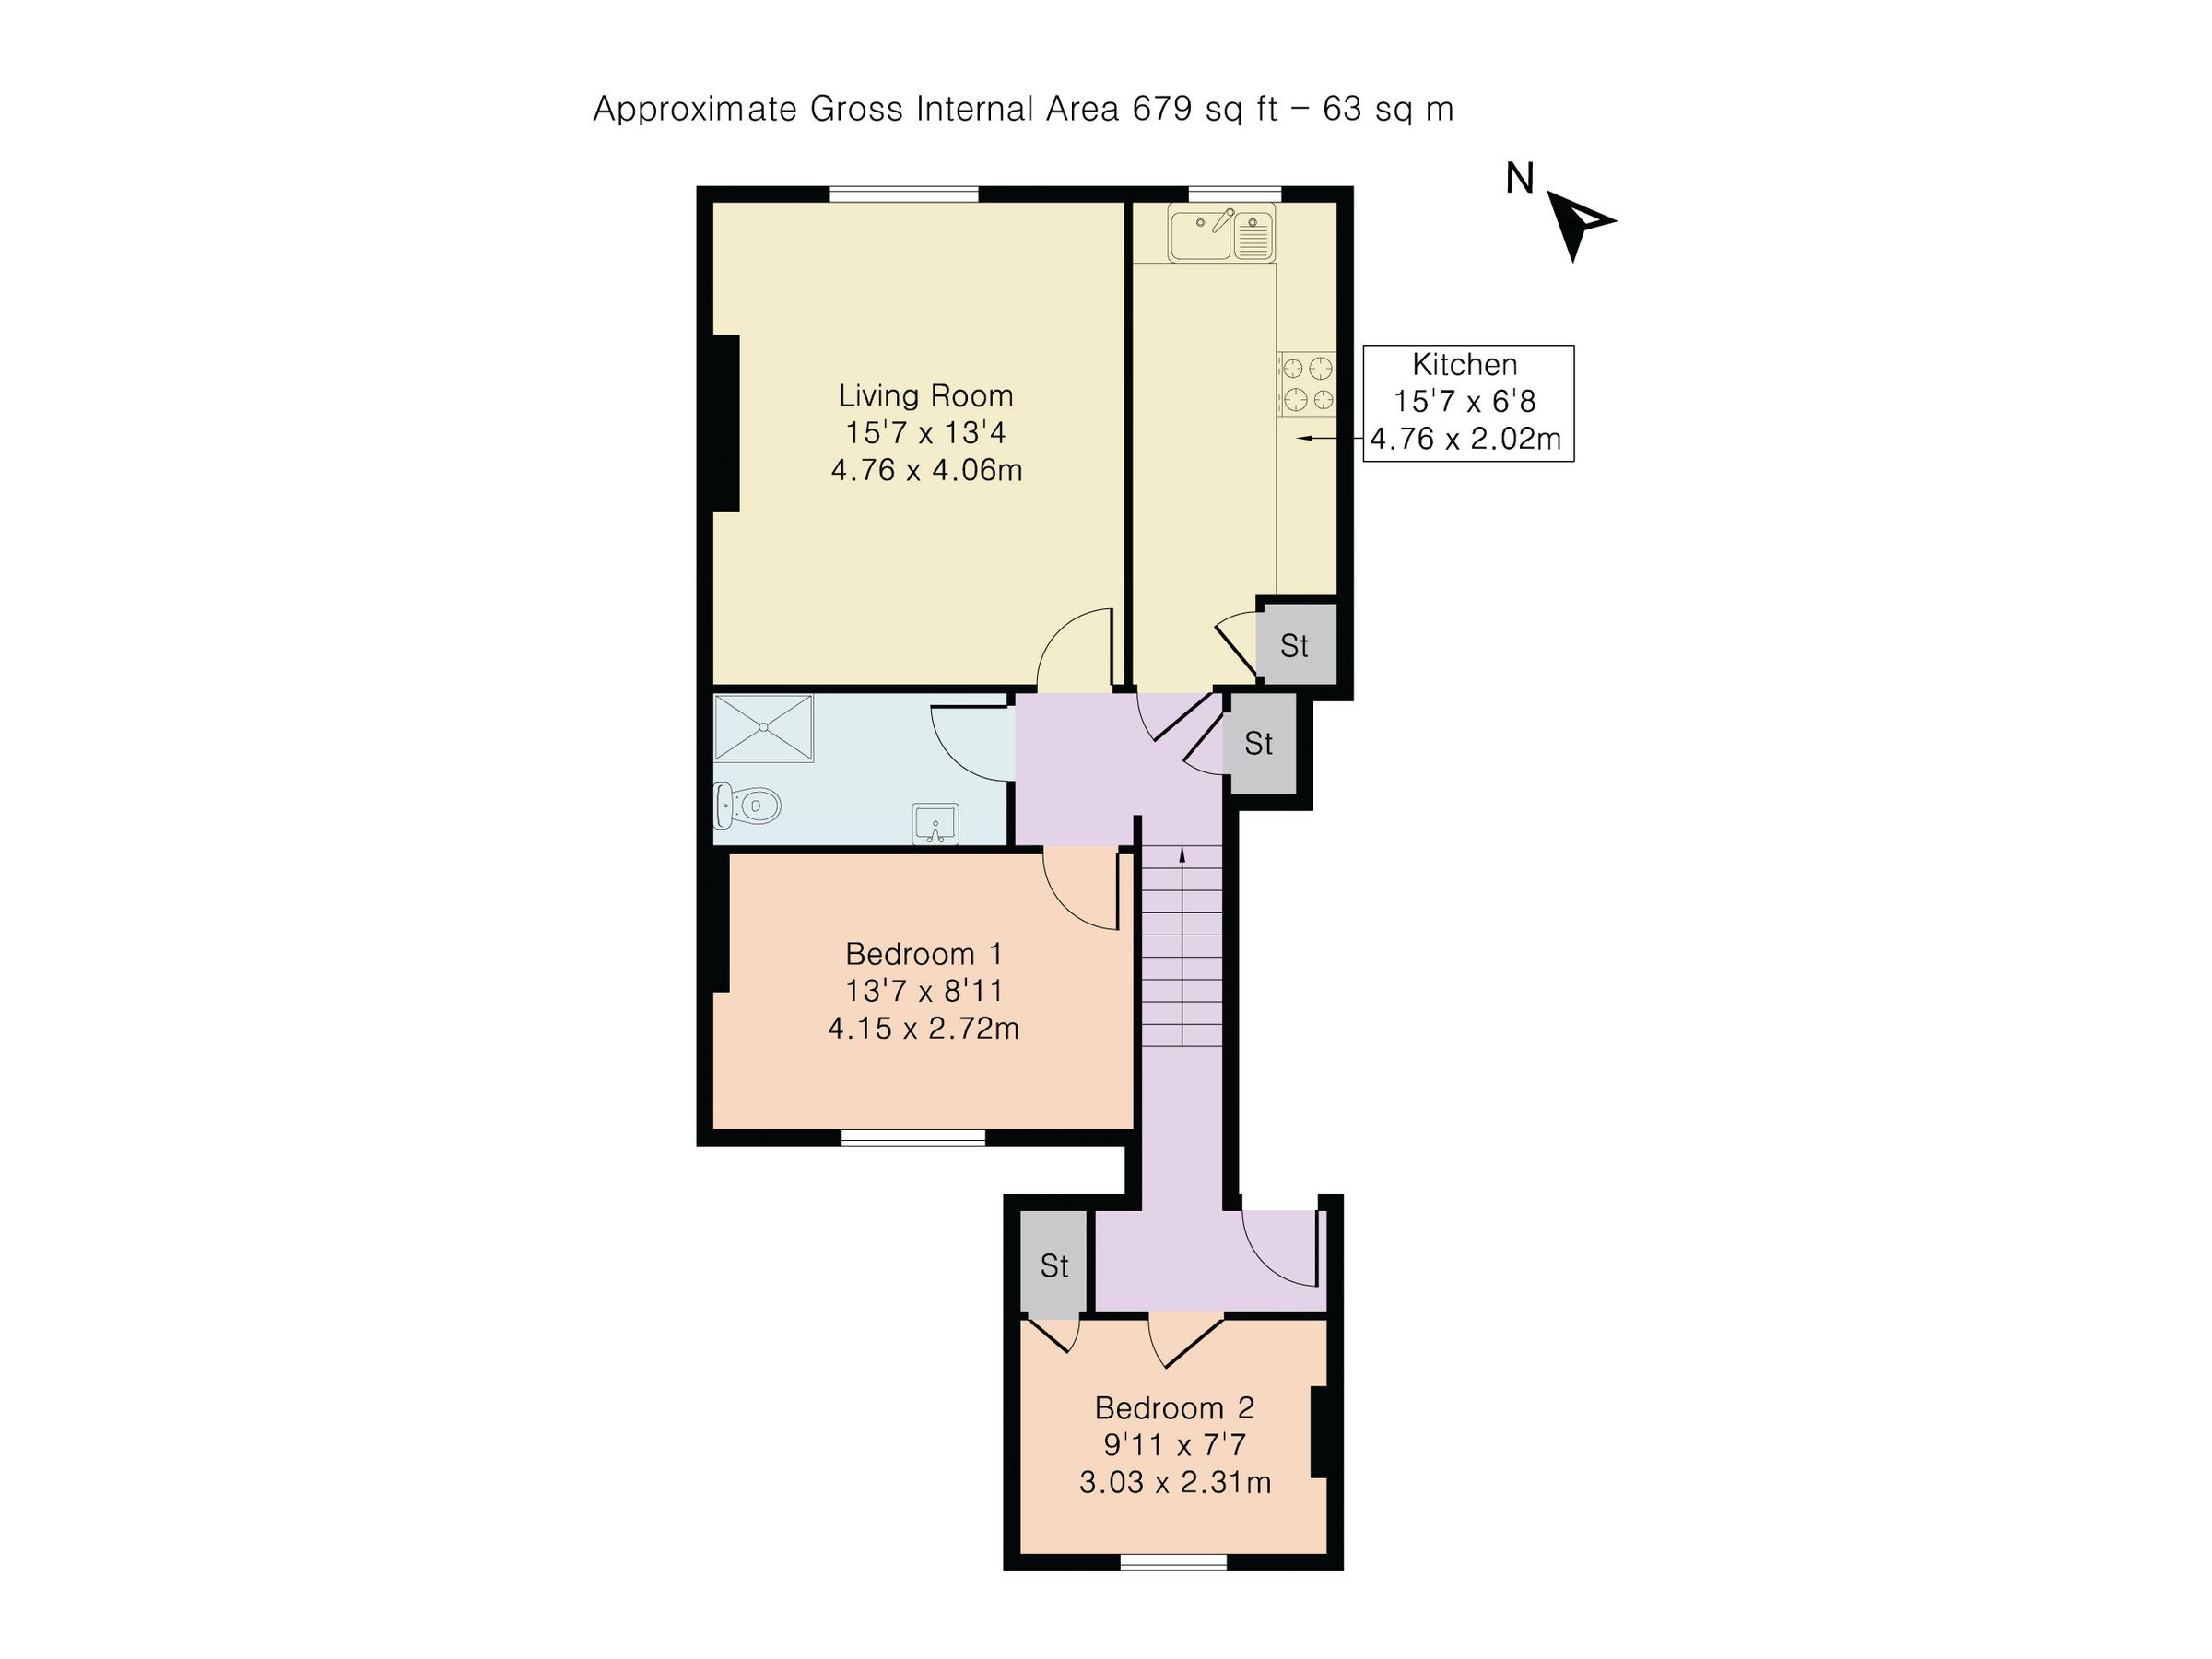 Approximate Gross Internal Area 679 sq ft – 63 sq m
N
Living Room
15'7 x 13'4
4.76 x 4.06m
Kitchen
15'7 x 6'8
4.76 x 2.02m
St
St
Bedroom 1
13'7 x 8'11
4.15 x 2.72m
St
Bedroom 2
9'11 x 7'7
3.03 x 2.31m